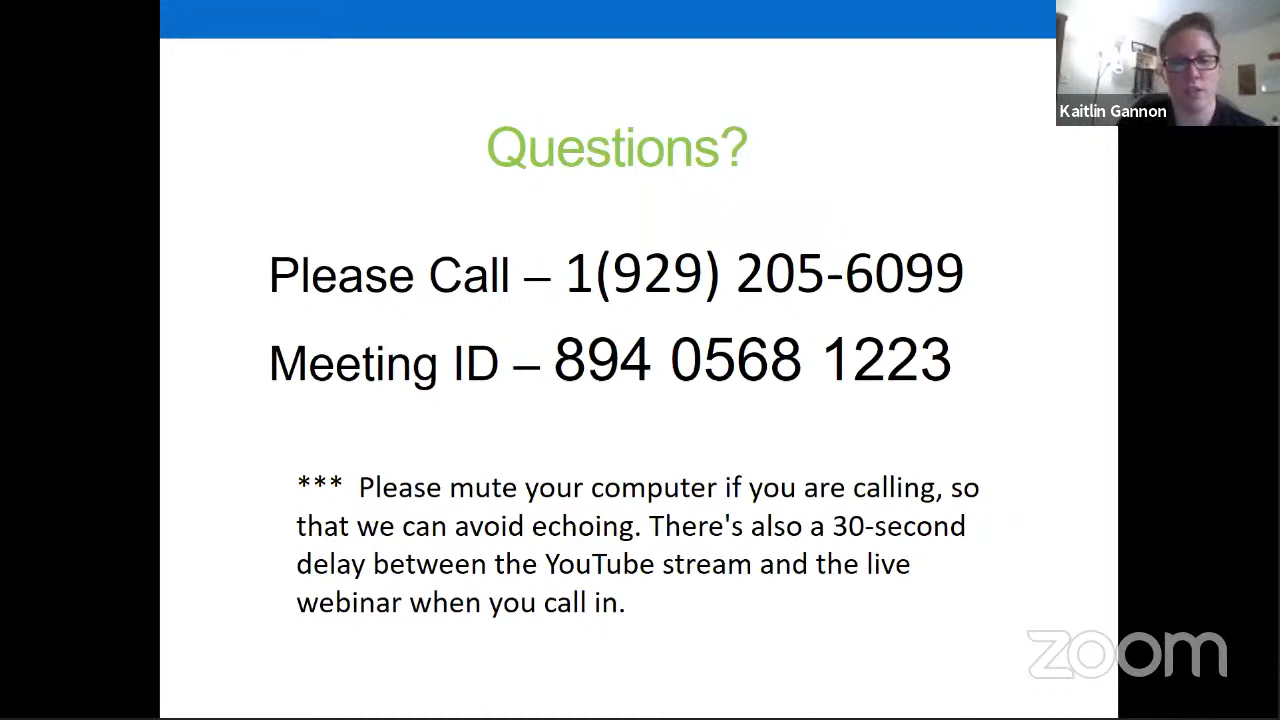 Kaitlin Gannon
Questions?
Please Call – 1(929) 205-6099
Meeting ID – 894 0568 1223
*** Please mute your computer if you are calling, so
that we can avoid echoing. There's also a 30-second
delay between the YouTube stream and the live
webinar when you call in.
zoom